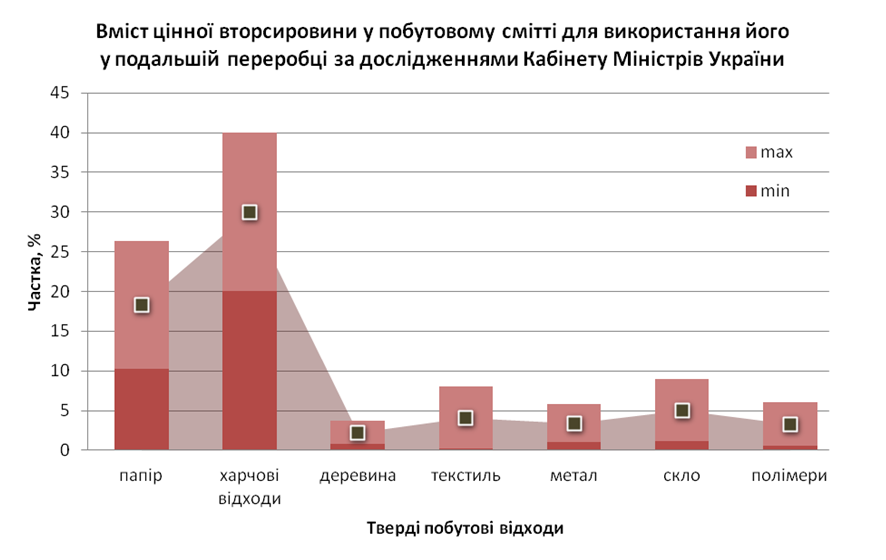 Вміст цінної вторсировини у побутовому смітті для використання його
у подальшій переробці за дослідженнями Кабінету Міністрів України
45
40
35
30
25
20
15
10
5
0
Частка, %
max
min
папір
харчові
відходи
деревина
текстиль
метал
скло
полімери
Тверді побутові відходи